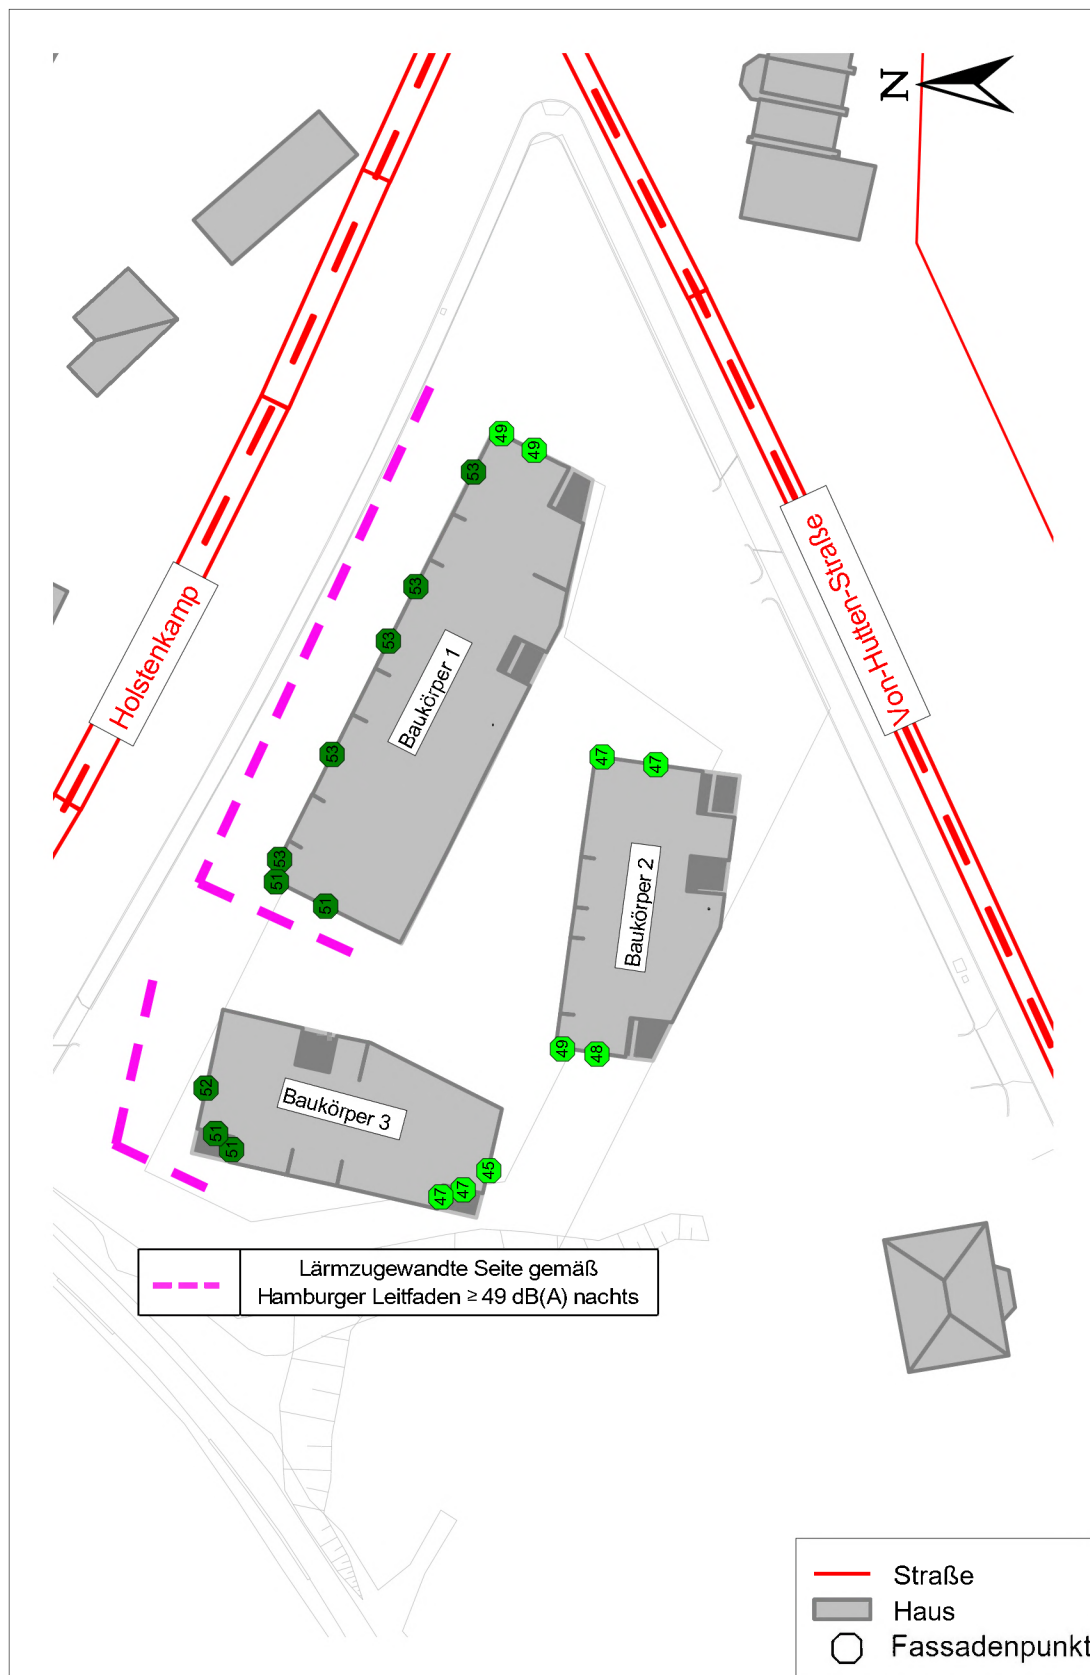 N
Holstenkamp
Von-Hutten-Straße
49
49
53
53
53
53
53
51
51
Baukörper 1
47
47
Baukörper 2
49
48
52
51
51
Baukörper 3
45
47
47
Lärmzugewandte Seite gemäß
Hamburger Leitfaden ≥ 49 dB(A) nachts
Straße
Haus
Fassadenpunkt